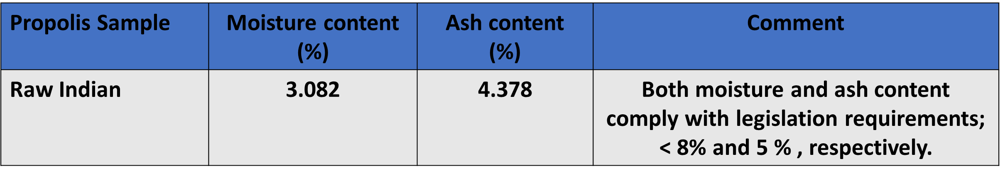 Propolis Sample
Moisture content
(%)
Ash content
(%)
Comment
Raw Indian
3.082
4.378
Both moisture and ash content
comply with legislation requirements;
< 8% and 5 % , respectively.